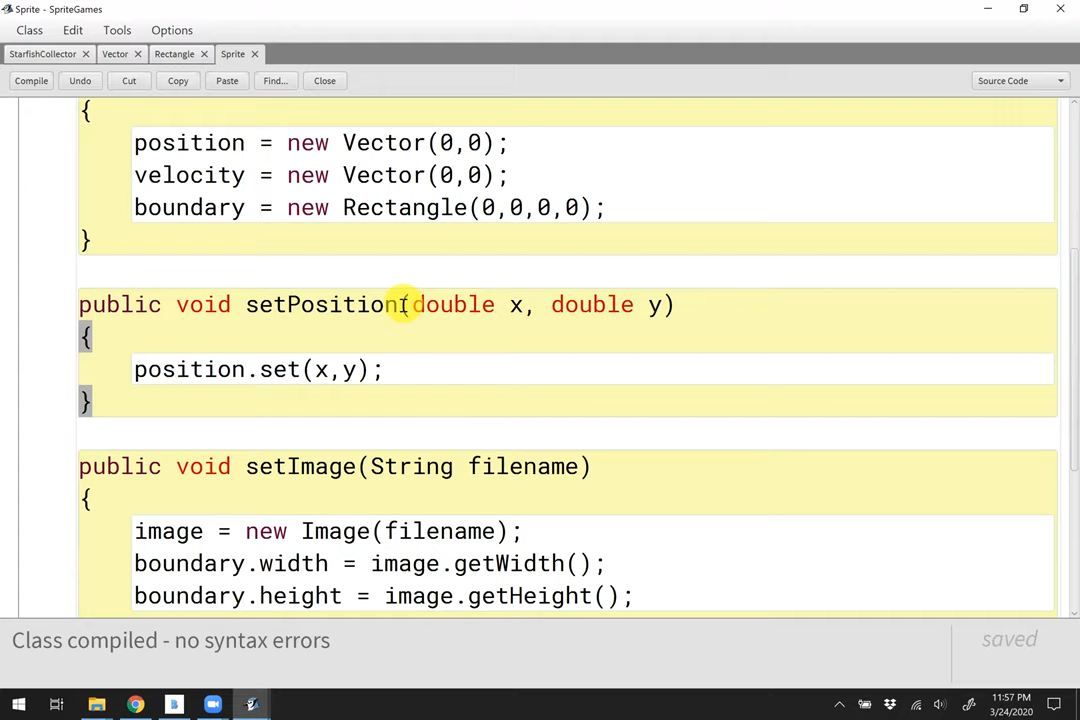 Sprite - SpriteGames
Class Edit Tools Options
StarfishCollector Vector Rectangle Sprite
Compile Undo Cut Copy Paste Find... Close Source Code
{
position = new Vector(0,0);
velocity = new Vector(0,0);
boundary = new Rectangle(0,0,0,0);
}
public void setPosition(double x, double y)
{
position.set(x,y);
}
public void setImage(String filename)
{
image = new Image(filename);
boundary.width = image.getWidth();
boundary.height = image.getHeight();
Class compiled - no syntax errors
saved
11:57 PM
3/24/2020